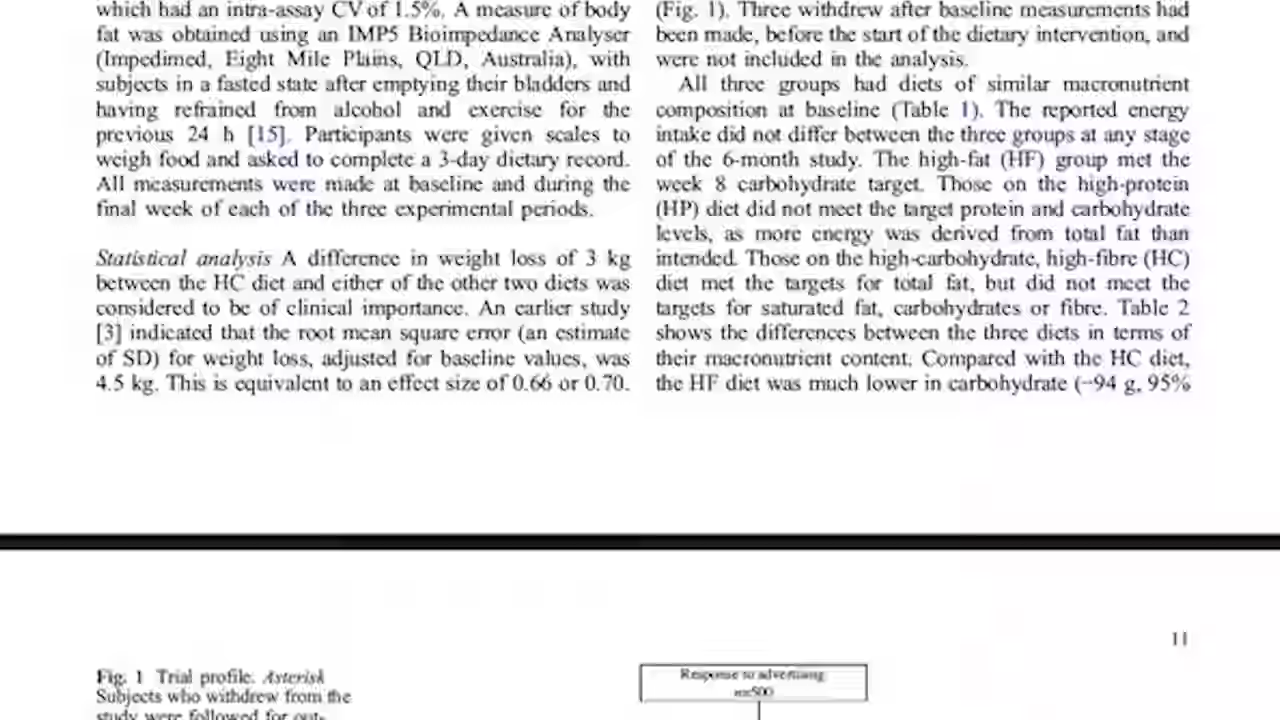 which had an intra-assay CV of 1.5%. A measure of body
fat was obtained using an IMP5 Bioimpedance Analyser
(Impedimed, Eight Mile Plains, QLD, Australia), with
subjects in a fasted state after emptying their bladders and
having refrained from alcohol and exercise for the
previous 24 h [15]. Participants were given scales to
weigh food and asked to complete a 3-day dietary record.
All measurements were made at baseline and during the
final week of each of the three experimental periods.
Statistical analysis A difference in weight loss of 3 kg
between the HC diet and either of the other two diets was
considered to be of clinical importance. An earlier study
[3] indicated that the root mean square error (an estimate
of SD) for weight loss, adjusted for baseline values, was
4.5 kg. This is equivalent to an effect size of 0.66 or 0.70.
(Fig. 1). Three withdrew after baseline measurements had
been made, before the start of the dietary intervention, and
were not included in the analysis.
All three groups had diets of similar macronutrient
composition at baseline (Table 1). The reported energy
intake did not differ between the three groups at any stage
of the 6-month study. The high-fat (HF) group met the
week 8 carbohydrate target. Those on the high-protein
(HP) diet did not meet the target protein and carbohydrate
levels, as more energy was derived from total fat than
intended. Those on the high-carbohydrate, high-fibre (HC)
diet met the targets for total fat, but did not meet the
targets for saturated fat, carbohydrates or fibre. Table 2
shows the differences between the three diets in terms of
their macronutrient content. Compared with the HC diet,
the HF diet was much lower in carbohydrate (−94 g, 95%
11
Fig. 1 Trial profile. Asterisk
Subjects who withdrew from the
study were followed for out-
Response to advertising
n=500